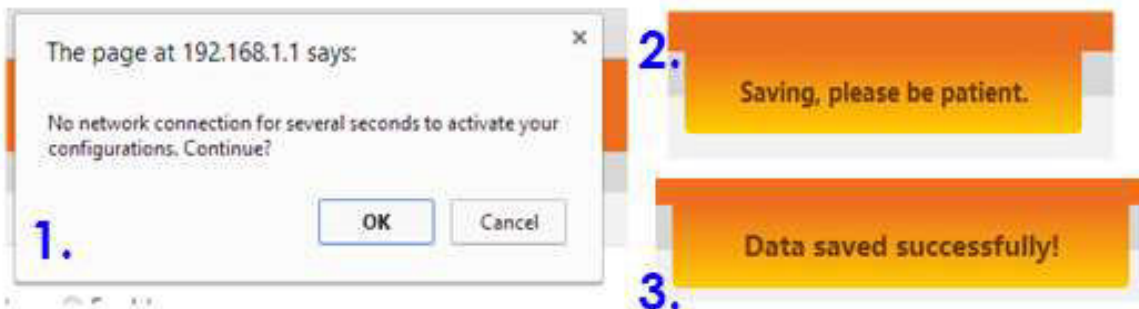 The page at 192.168.1.1 says:
×
No network connection for several seconds to activate your
configurations. Continue?
OK
Cancel
1.
2.
Saving, please be patient.
Data saved successfully!
3.